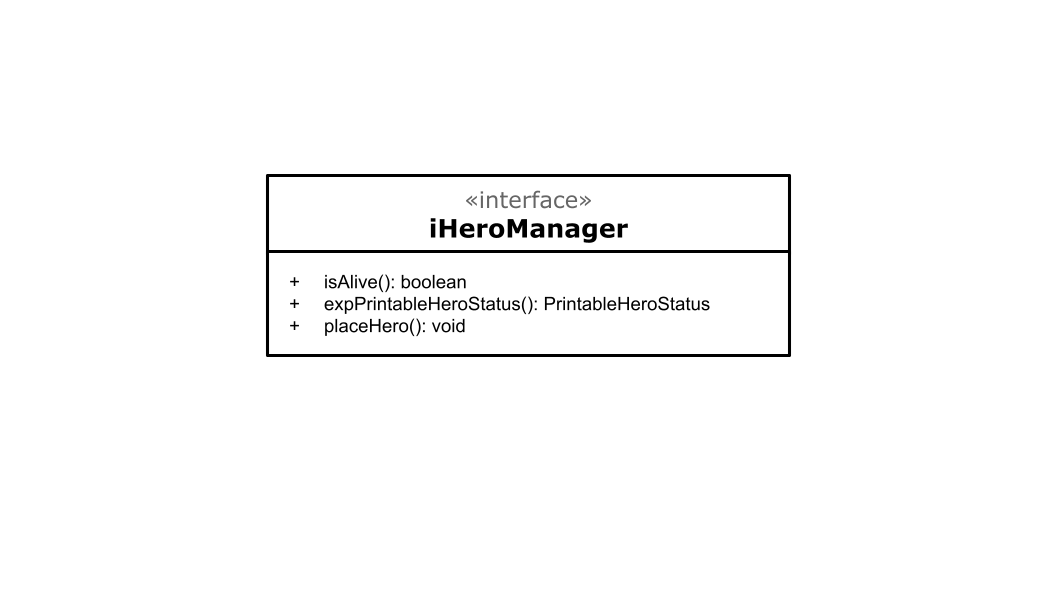 «interface»
iHeroManager
+ isAlive(): boolean
+ expPrintableHeroStatus(): PrintableHeroStatus
+ placeHero(): void